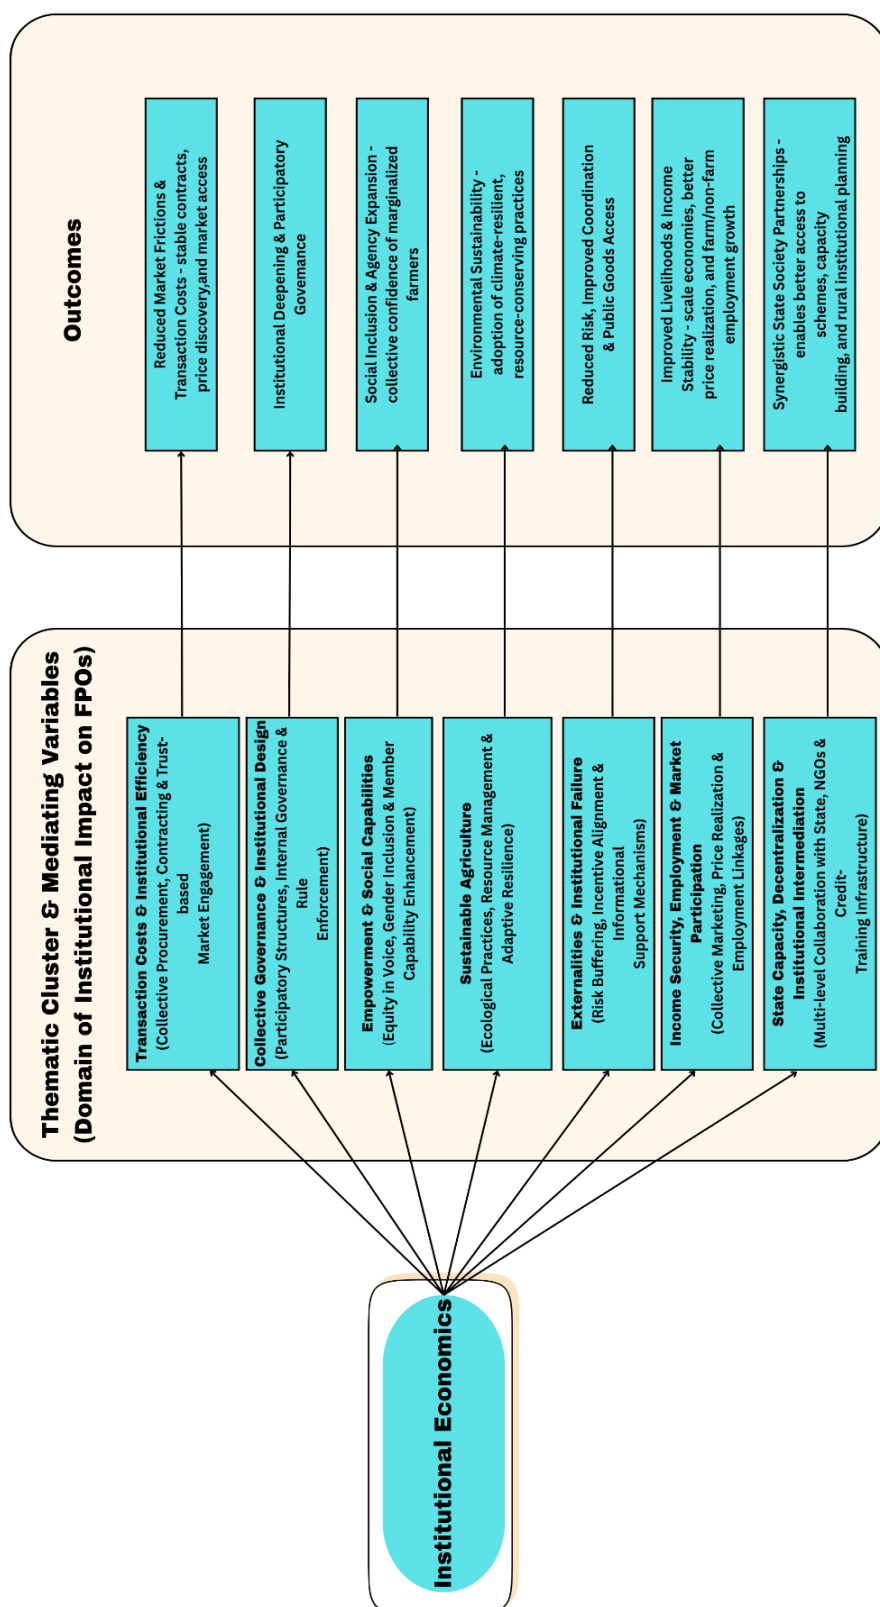 Institutional Economics
Thematic Cluster & Mediating Variables
(Domain of Institutional Impact on FPOs)
Transaction Costs & Institutional Efficiency
(Collective Procurement, Contracting & Trust-
based
Market Engagement)
Collective Governance & Institutional Design
(Participatory Structures, Internal Governance &
Rule
Enforcement)
Empowerment & Social Capabilities
(Equity in Voice, Gender Inclusion & Member
Capability Enhancement)
Sustainable Agriculture
(Ecological Practices, Resource Management &
Adaptive Resilience)
Externalities & Institutional Failure
(Risk Buffering, Incentive Alignment &
Informational
Support Mechanisms)
Income Security, Employment & Market
Participation
(Collective Marketing, Price Realization &
Employment Linkages)
State Capacity, Decentralization &
Institutional Intermediation
(Multi-level Collaboration with State, NGOs &
Credit-
Training Infrastructure)
Outcomes
Reduced Market Frictions &
Transaction Costs - stable contracts,
price discovery,and market access
Institutional Deepening & Participatory
Governance
Social Inclusion & Agency Expansion -
collective confidence of marginalized
farmers
Environmental Sustainability -
adoption of climate-resilient,
resource-conserving practices
Reduced Risk, Improved Coordination
& Public Goods Access
Improved Livelihoods & Income
Stability - scale economies, better
price realization, and farm/non-farm
employment growth
Synergistic State Society Partnerships -
enables better access to
schemes, capacity
building, and rural institutional planning